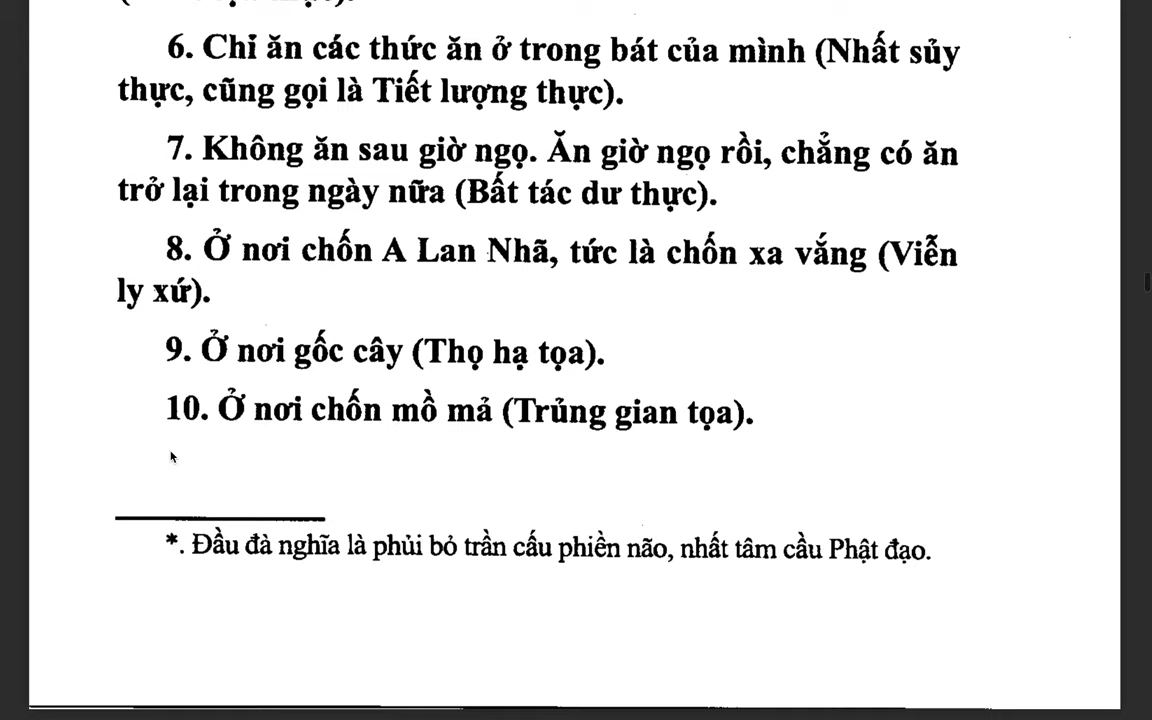 6. Chỉ ăn các thức ăn ở trong bát của mình (Nhất sủy
thực, cũng gọi là Tiết lượng thực).
7. Không ăn sau giờ ngọ. Ăn giờ ngọ rồi, chẳng có ăn
trở lại trong ngày nữa (Bất tác dư thực).
8. Ở nơi chốn A Lan Nhã, tức là chốn xa vắng (Viễn
ly xứ).
9. Ở nơi gốc cây (Thọ hạ tọa).
10. Ở nơi chốn mồ mả (Trủng gian tọa).
*. Đầu đà nghĩa là phủi bỏ trần cấu phiền não, nhất tâm cầu Phật đạo.